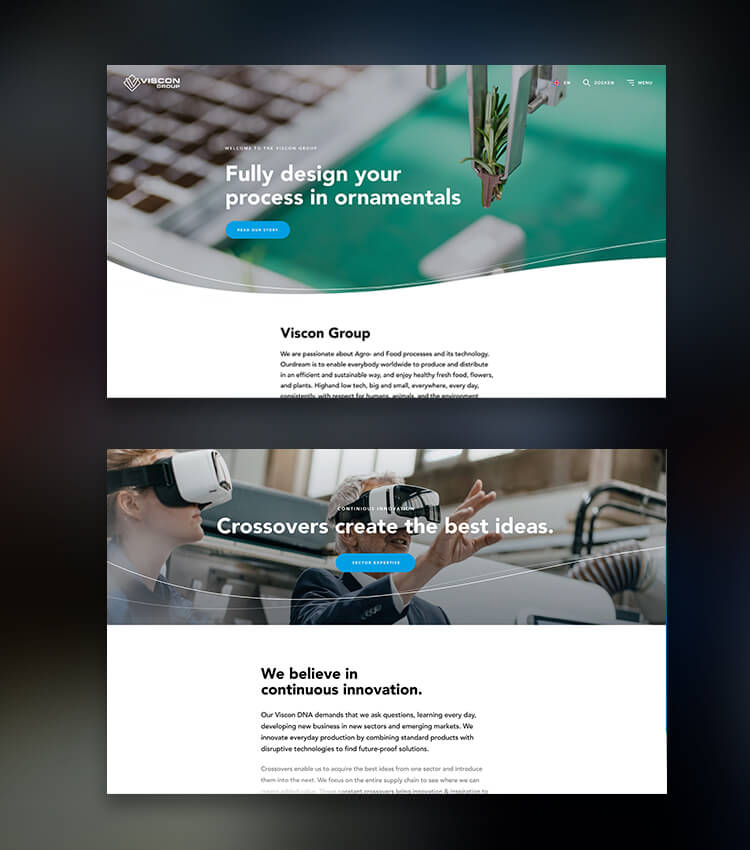 VISCON
GROUP
EN
ZOEKEN
MENU
WELCOME TO THE VISCON GROUP
Fully design your
process in ornamentals
READ OUR STORY
Viscon Group
We are passionate about Agro- and Food processes and its technology.
Ourdream is to enable everybody worldwide to produce and distribute
in an efficient and sustainable way, and enjoy healthy fresh food, flowers,
and plants. Highand low tech, big and small, everywhere, every day,
consistently, with respect for humans, animals, and the environment
CONTINIOUS INNOVATION
Crossovers create the best ideas.
SECTOR EXPERTISE
We believe in
continuous innovation.
Our Viscon DNA demands that we ask questions, learning every day,
developing new business in new sectors and emerging markets. We
innovate everyday production by combining standard products with
disruptive technologies to find future-proof solutions.
Crossovers enable us to acquire the best ideas from one sector and introduce
them into the next. We focus on the entire supply chain to see where we can
create added value. These constant crossovers bring innovation & inspiration to